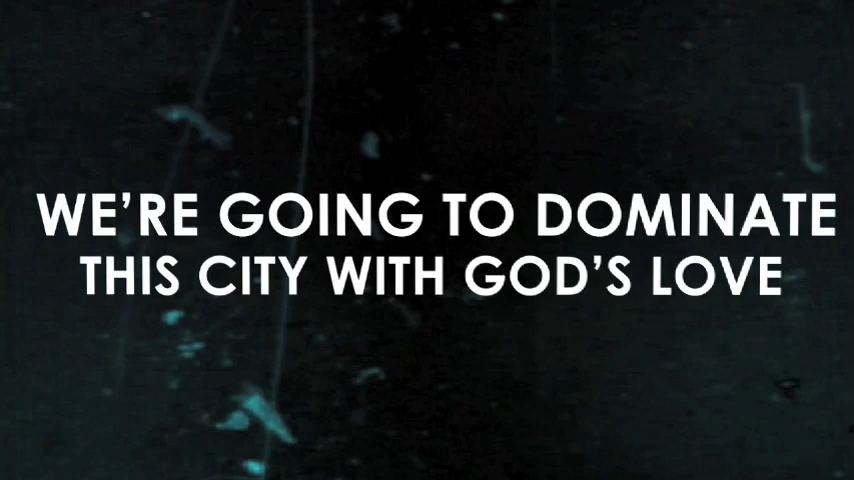 WE’RE GOING TO DOMINATE
THIS CITY WITH GOD’S LOVE